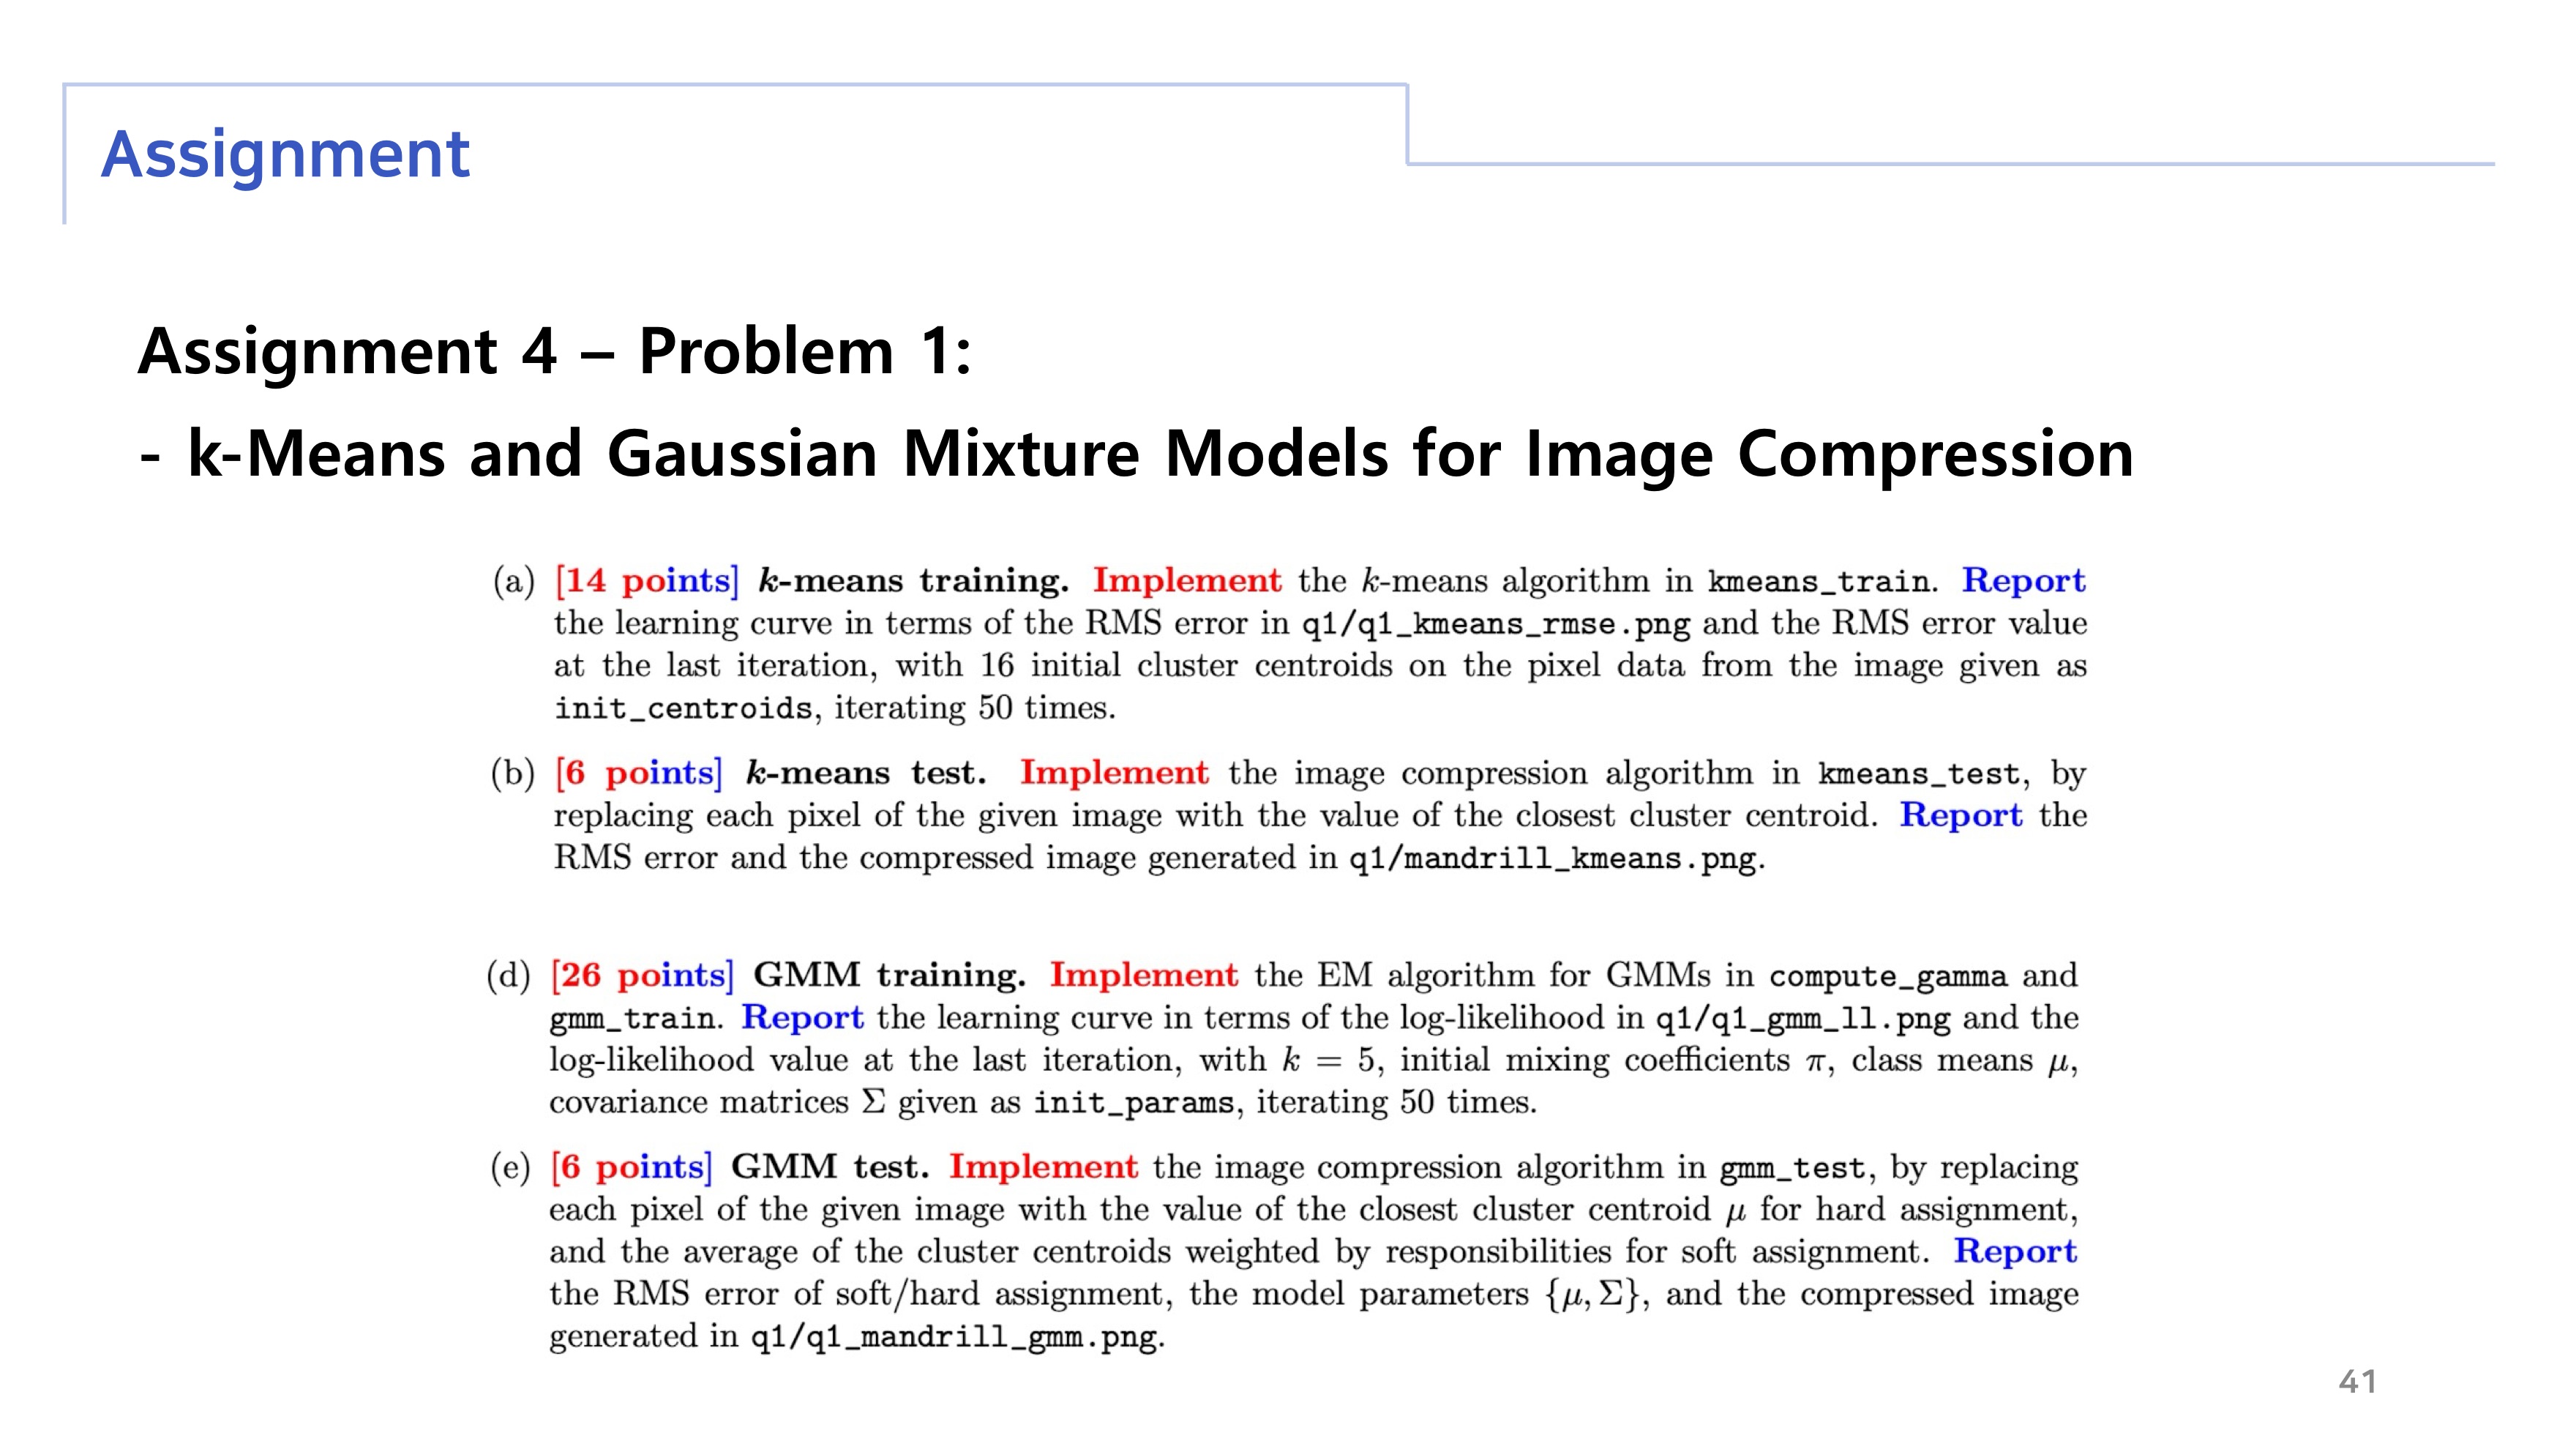 Assignment
Assignment 4 – Problem 1:
- k-Means and Gaussian Mixture Models for Image Compression
(a) [14 points] k-means training. Implement the k-means algorithm in kmeans_train. Report
the learning curve in terms of the RMS error in q1/q1_kmeans_rmse.png and the RMS error value
at the last iteration, with 16 initial cluster centroids on the pixel data from the image given as
init_centroids, iterating 50 times.
(b) [6 points] k-means test. Implement the image compression algorithm in kmeans_test, by
replacing each pixel of the given image with the value of the closest cluster centroid. Report the
RMS error and the compressed image generated in q1/mandrill_kmeans.png.
(d) [26 points] GMM training. Implement the EM algorithm for GMMs in compute_gamma and
gmm_train. Report the learning curve in terms of the log-likelihood in q1/q1_gmm_ll.png and the
log-likelihood value at the last iteration, with k = 5, initial mixing coefficients π, class means μ,
covariance matrices Σ given as init_params, iterating 50 times.
(e) [6 points] GMM test. Implement the image compression algorithm in gmm_test, by replacing
each pixel of the given image with the value of the closest cluster centroid μ for hard assignment,
and the average of the cluster centroids weighted by responsibilities for soft assignment. Report
the RMS error of soft/hard assignment, the model parameters {μ, Σ}, and the compressed image
generated in q1/q1_mandrill_gmm.png.
41